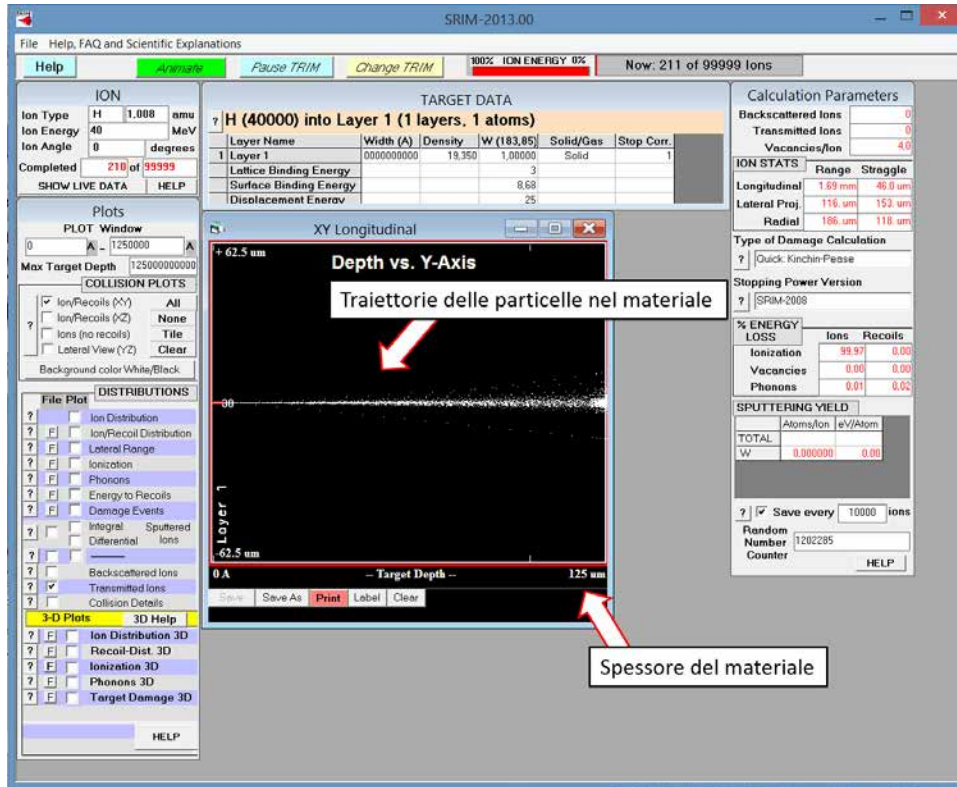 SRIM-2013.00
File Help, FAQ and Scientific Explanations
Help Animate Pause TRIM Change TRIM 100% ION ENERGY 0% Now: 211 of 99999 Ions
ION
Ion Type H 1,008 amu
Ion Energy 40 MeV
Ion Angle 0 degrees
Completed 210 of 99999
SHOW LIVE DATA HELP
Plots
PLOT Window
0 A - 1250000 A
Max Target Depth 125000000000
COLLISION PLOTS
Ion/Recoils (XY) All
Ion/Recoils (XZ) None
? Ions (no recoils) Tile
Lateral View (YZ) Clear
Background color White/Black
DISTRIBUTIONS
File Plot
? Ion Distribution
? F Ion/Recoil Distribution
? F Lateral Range
? F Ionization
? F Phonons
? F Energy to Recoils
? F Damage Events
? Integral Sputtered
Differential Ions
?
? Backscattered Ions
? Transmitted Ions
? Collision Details
3-D Plots 3D Help
? F Ion Distribution 3D
? F Recoil-Dist. 3D
? F Ionization 3D
? F Phonons 3D
? F Target Damage 3D
HELP
TARGET DATA
? H (40000) into Layer 1 (1 layers, 1 atoms)
Layer Name Width (A) Density W (183,85) Solid/Gas Stop Corr.
1 Layer 1 0000000000 19,350 1,00000 Solid 1
Lattice Binding Energy 3
Surface Binding Energy 8,68
Displacement Energy 25
XY Longitudinal
+ 62.5 um
Depth vs. Y-Axis
Traiettorie delle particelle nel materiale
Layer 1
-62.5 um
0 A -- Target Depth -- 125 um
Save Save As Print Label Clear
Spessore del materiale
Calculation Parameters
Backscattered Ions 0
Transmitted Ions 0
Vacancies/Ion 4,0
ION STATS Range Straggle
Longitudinal 1.69 mm 46.0 um
Lateral Proj. 116. um 153. um
Radial 186. um 118. um
Type of Damage Calculation
? Quick: Kinchin-Pease
Stopping Power Version
? SRIM-2008
% ENERGY LOSS Ions Recoils
Ionization 99.97 0.00
Vacancies 0.00 0.00
Phonons 0.01 0.02
SPUTTERING YIELD
Atoms/Ion eV/Atom
TOTAL
W 0.000000 0.00
? Save every 10000 ions
Random
Number 1202285
Counter
HELP